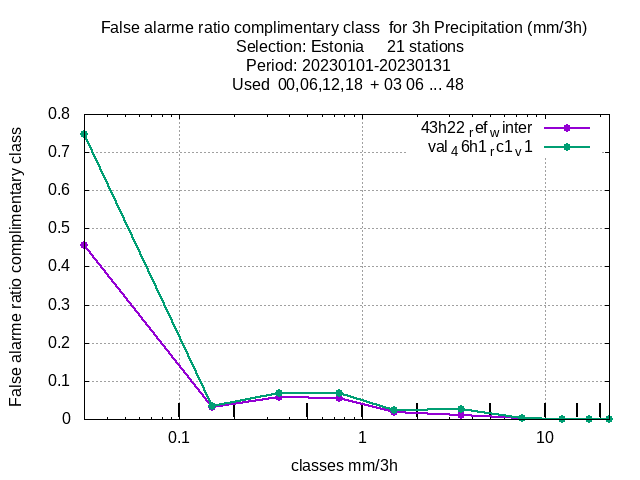 False alarme ratio complimentary class  for 3h Precipitation (mm/3h)
Selection: Estonia     21 stations
Period: 20230101-20230131
Used  00,06,12,18  + 03 06 ... 48
False alarme ratio complimentary class
0.8
0.7
0.6
0.5
0.4
0.3
0.2
0.1
0
43h22refwinter
val46h1rc1v1
0.1
1
10
classes mm/3h